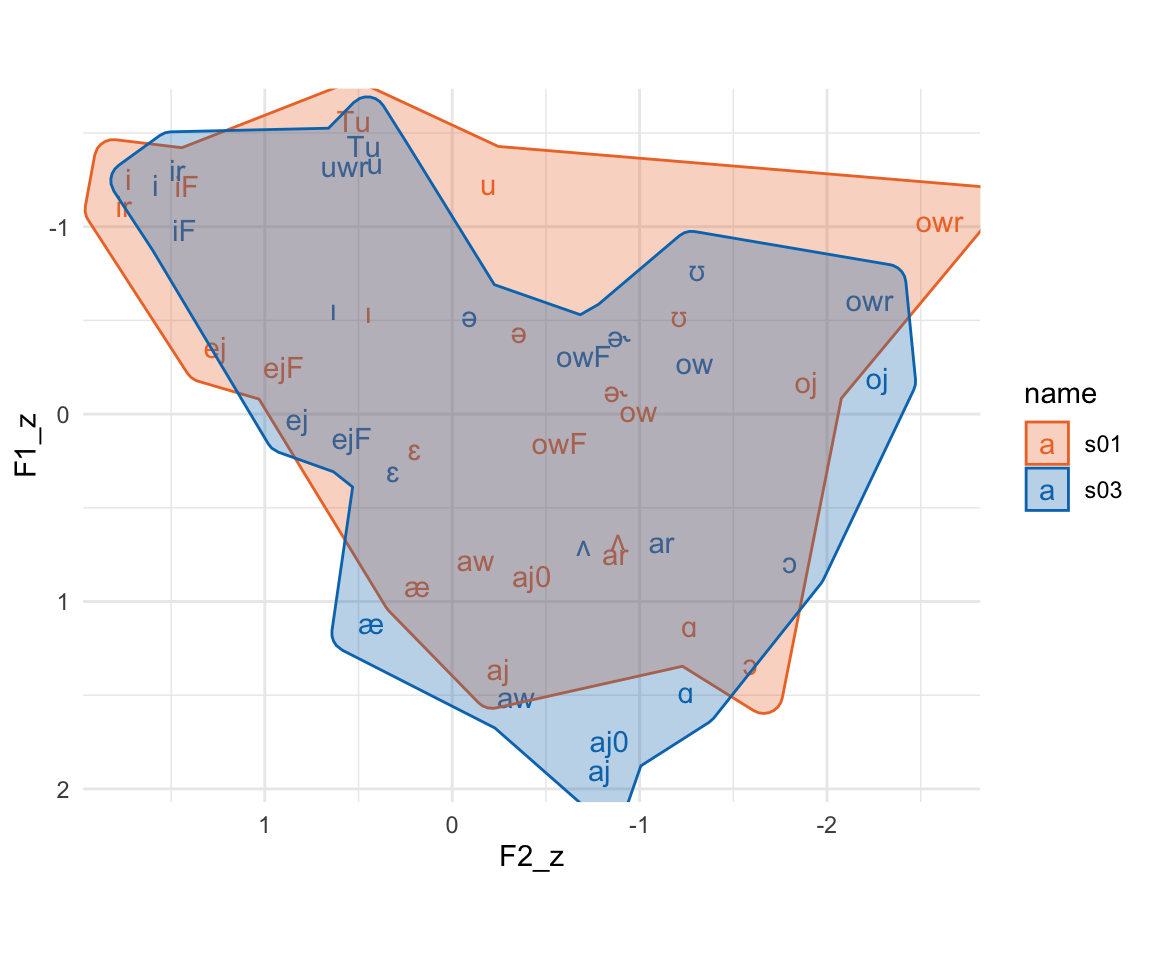 Tu
Tu
uwr
u
ir
i
i
iF
ir
iF
u
owr
ʊ
owr
ɪ
ɪ
ə
ə
ʊ
ej
ejF
owF
ɚ
ow
oj
oj
ɚ
ow
ej
ejF
ɛ
owF
ɛ
ʌ
ʌ
ar
ar
ɔ
aw
aj0
æ
æ
ɑ
aj
aw
ɔ
ɑ
aj0
aj
-1
0
1
2
1
0
-1
-2
F1_z
F2_z
name
a s01
a s03